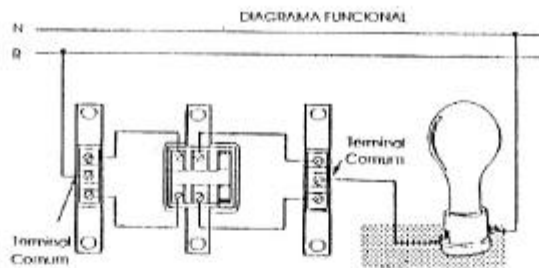 DIAGRAMA FUNCIONAL
N
R
Terminal
Comum
Terminal
Comum